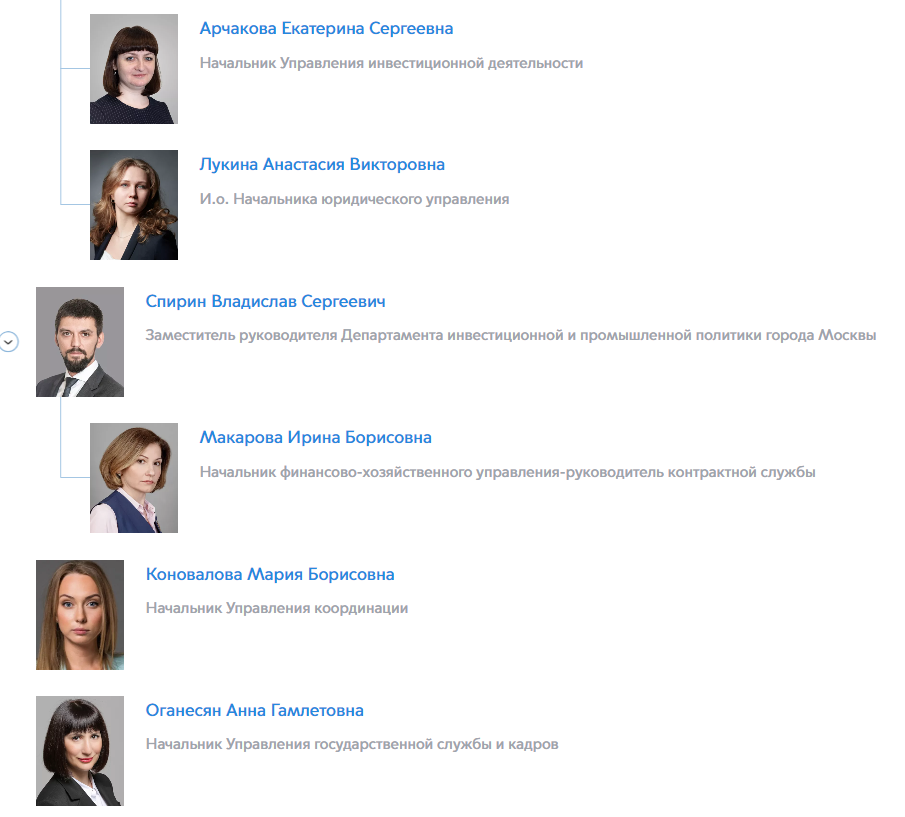 Арчакова Екатерина Сергеевна
Начальник Управления инвестиционной деятельности
Лукина Анастасия Викторовна
И.о. Начальника юридического управления
Спирин Владислав Сергеевич
Заместитель руководителя Департамента инвестиционной и промышленной политики города Москвы
Макарова Ирина Борисовна
Начальник финансово-хозяйственного управления-руководитель контрактной службы
Коновалова Мария Борисовна
Начальник Управления координации
Оганесян Анна Гамлетовна
Начальник Управления государственной службы и кадров